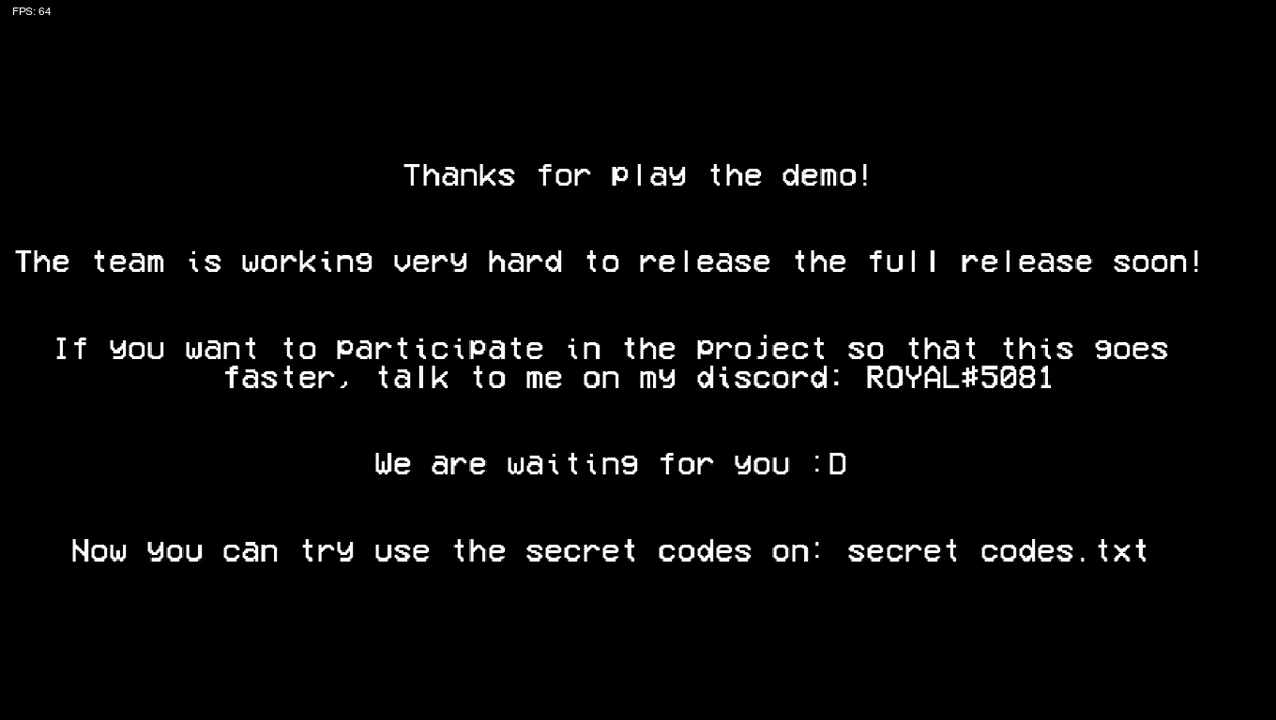 FPS: 64
Thanks for play the demo!
The team is working very hard to release the full release soon!
If you want to participate in the project so that this goes
faster, talk to me on my discord: ROYAL#5081
We are waiting for you :D
Now you can try use the secret codes on: secret codes.txt